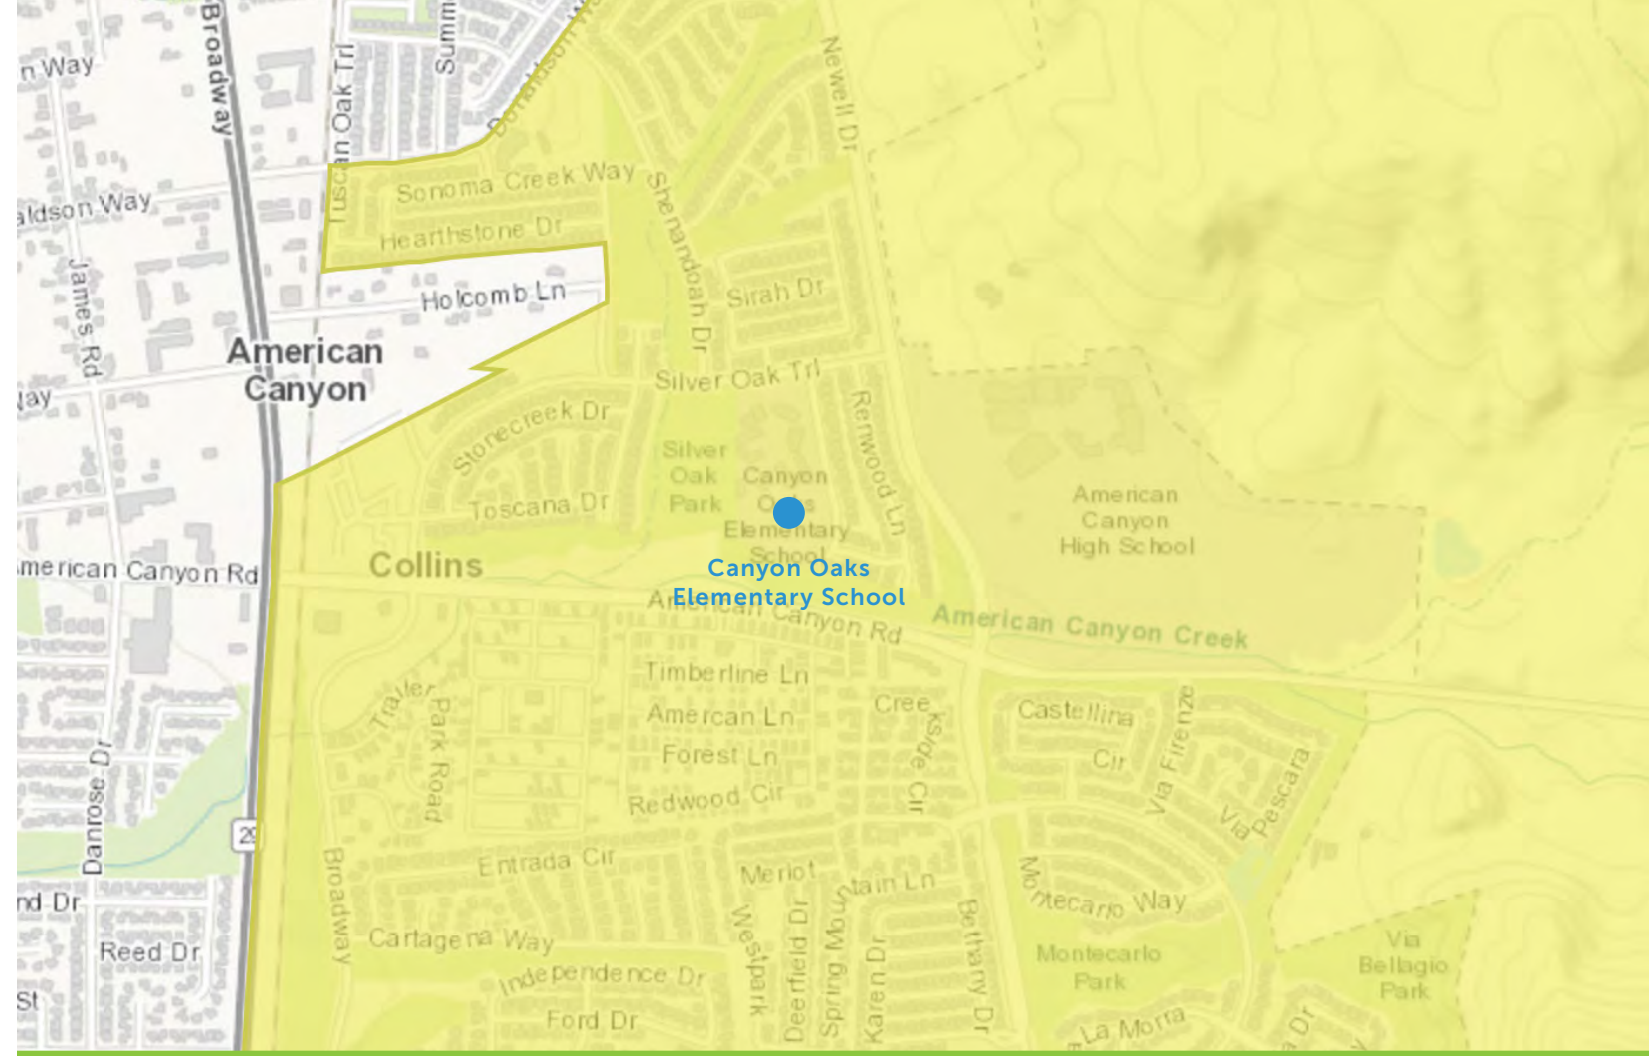 Broadway
n Way
Tuscan Oak Trl
Summ
Donaldson W
Newell Dr
aldson Way
Sonoma Creek Way
Hearthstone Dr
Shenandoah Dr
James Rd
Holcomb Ln
Sirah Dr
American
Canyon
Silver Oak Trl
Way
Stonecreek Dr
Renwood Ln
Silver
Oak
Park
Canyon
Oaks
Elementary
School
Toscana Dr
American
Canyon
High School
Collins
merican Canyon Rd
Canyon Oaks
Elementary School
American Canyon Rd
American Canyon Creek
Timberline Ln
Trailer
Park Road
Amercan Ln
Creekside Cir
Castellina
Cir
Via Firenze
Forest Ln
Via Pescara
Redwood Cir
Danrose Dr
29
Broadway
Entrada Cir
Merlot
Spring Mountain Ln
Montecarlo Way
nd Dr
Reed Dr
Cartagena Way
Westpark
Deerfield Dr
Karen Dr
Bethany Dr
Montecarlo
Park
Via
Bellagio
Park
Independence Dr
St
Ford Dr
La Morra
a Dr